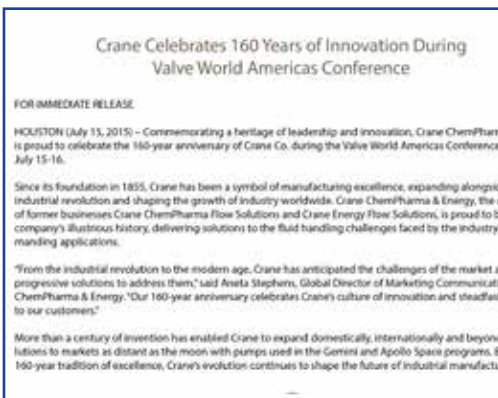 Crane Celebrates 160 Years of Innovation During
Valve World Americas Conference
FOR IMMEDIATE RELEASE
HOUSTON (July 15, 2015) – Commemorating a heritage of leadership and innovation, Crane ChemPharm
is proud to celebrate the 160-year anniversary of Crane Co. during the Valve World Americas Conference
July 15-16.
Since its foundation in 1855, Crane has been a symbol of manufacturing excellence, expanding alongsi
industrial revolution and shaping the growth of industry worldwide. Crane ChemPharma & Energy, the
of former businesses Crane ChemPharma Flow Solutions and Crane Energy Flow Solutions, is proud to b
company's illustrious history, delivering solutions to the fluid handling challenges faced by the industry
manding applications.
"From the industrial revolution to the modern age, Crane has anticipated the challenges of the market a
progressive solutions to address them," said Aneta Stephens, Global Director of Marketing Communicati
ChemPharma & Energy. "Our 160-year anniversary celebrates Crane's culture of innovation and steadfas
to our customers."
More than a century of invention has enabled Crane to expand domestically, internationally and beyon
lutions to markets as distant as the moon with pumps used in the Gemini and Apollo Space programs.
160-year tradition of excellence, Crane's evolution continues to shape the future of industrial manufactu